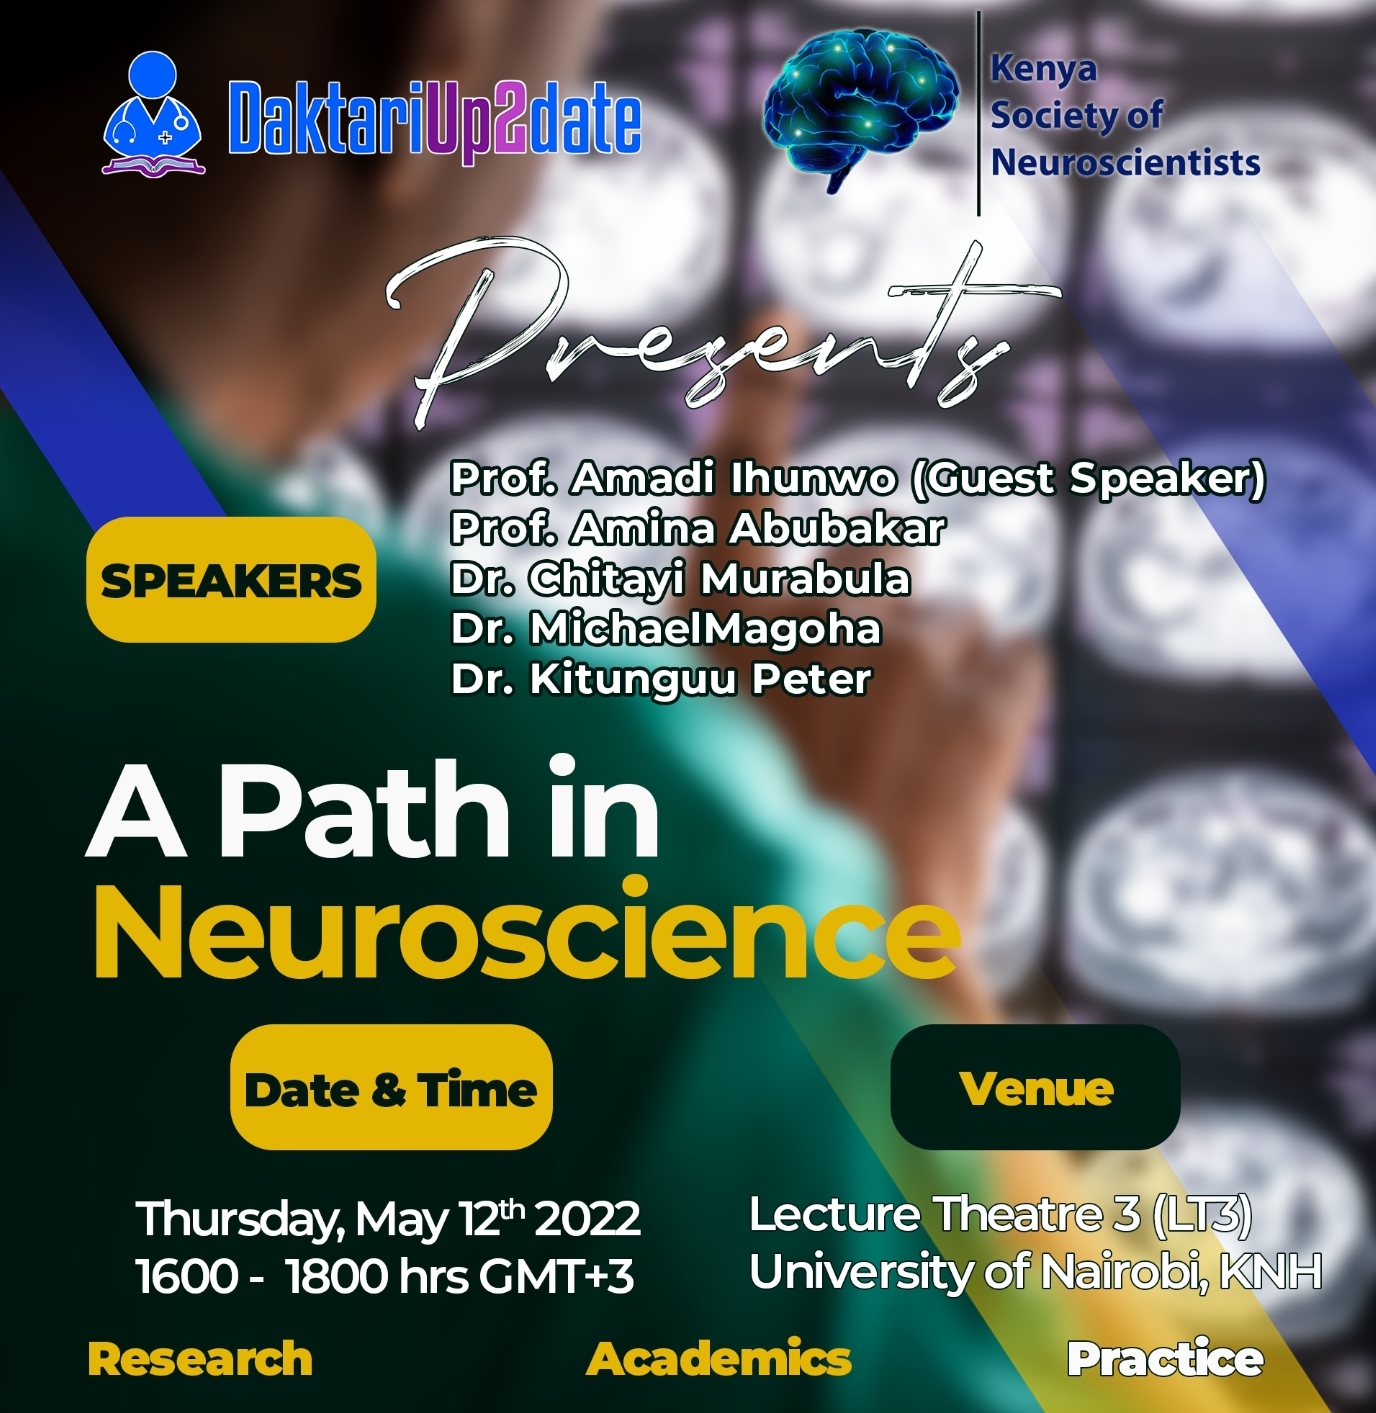 DaktariUp2date
Kenya
Society of
Neuroscientists
Presents
SPEAKERS
Prof. Amadi Ihunwo (Guest Speaker)
Prof. Amina Abubakar
Dr. Chitayi Murabula
Dr. MichaelMagoha
Dr. Kitunguu Peter
A Path in
Neuroscience
Date & Time
Thursday, May 12th 2022
1600 -  1800 hrs GMT+3
Venue
Lecture Theatre 3 (LT3)
University of Nairobi, KNH
Research
Academics
Practice